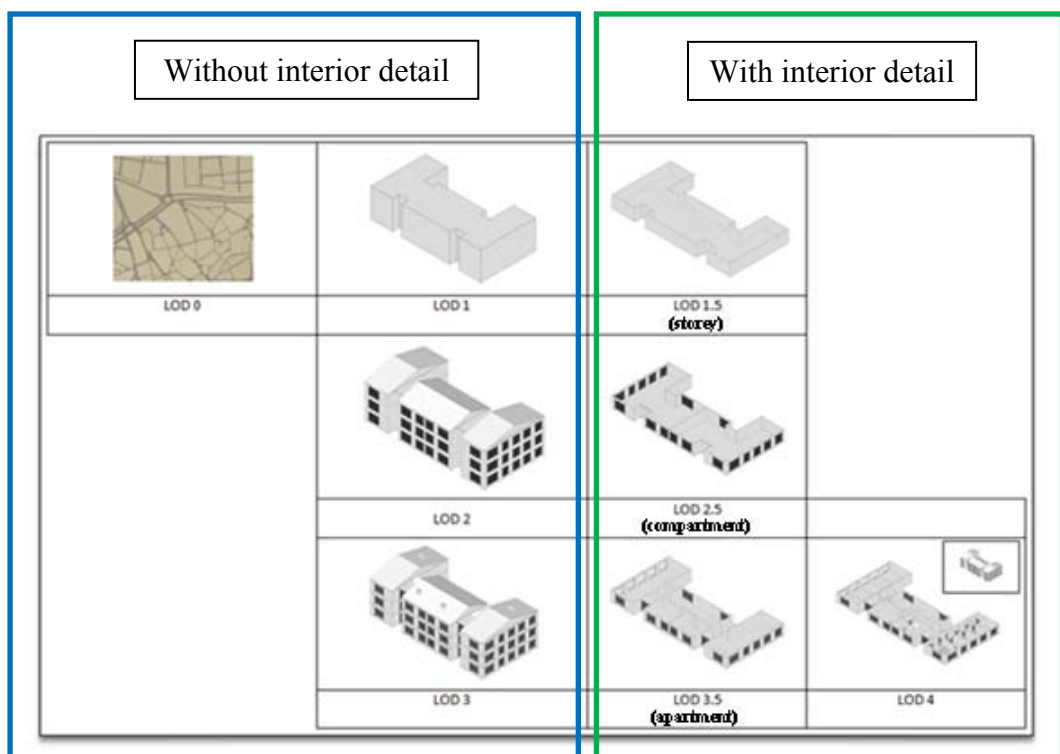 Without interior detail
With interior detail
LOD 0
LOD 1
LOD 1.5
(storey)
LOD 2
LOD 2.5
(compartment)
LOD 3
LOD 3.5
(apartment)
LOD 4